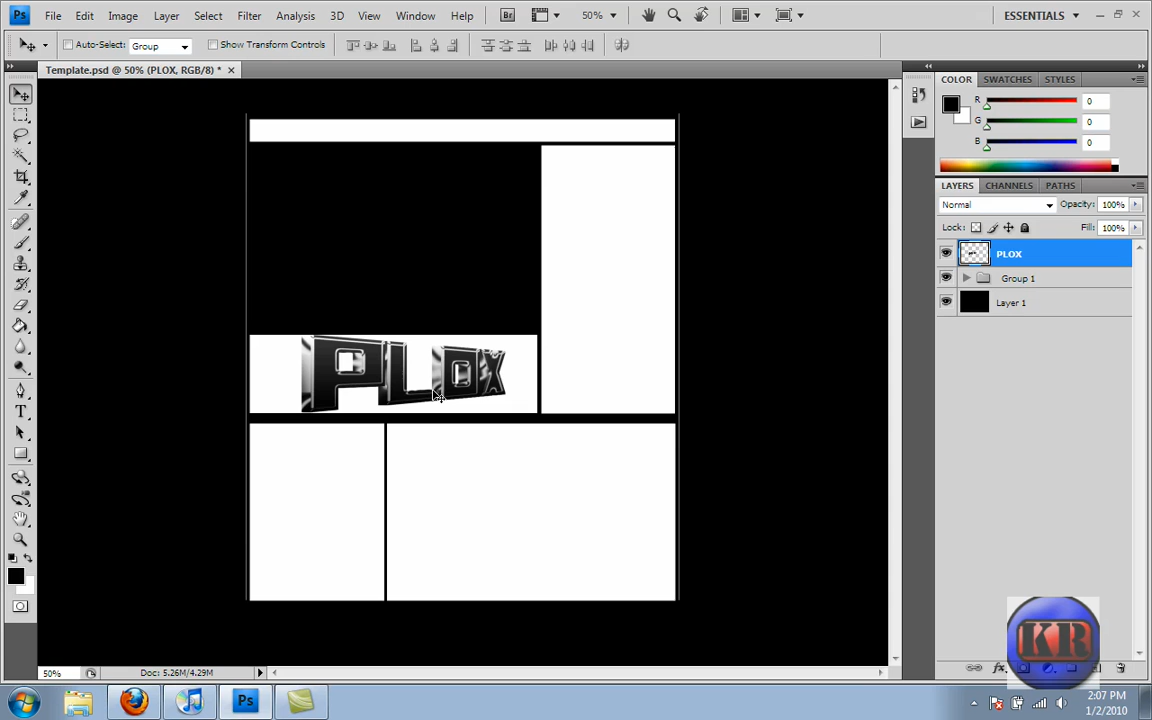 Ps File Edit Image Layer Select Filter Analysis 3D View Window Help Br 50% ESSENTIALS
Auto-Select: Group Show Transform Controls
Template.psd @ 50% (PLOX, RGB/8) *
COLOR SWATCHES STYLES
R 0
G 0
B 0
LAYERS CHANNELS PATHS
Normal Opacity: 100%
Lock: Fill: 100%
PLOX
Group 1
Layer 1
PLOX
T
KR
fx
50% Doc: 5.26M/4.29M
Ps
2:07 PM
1/2/2010